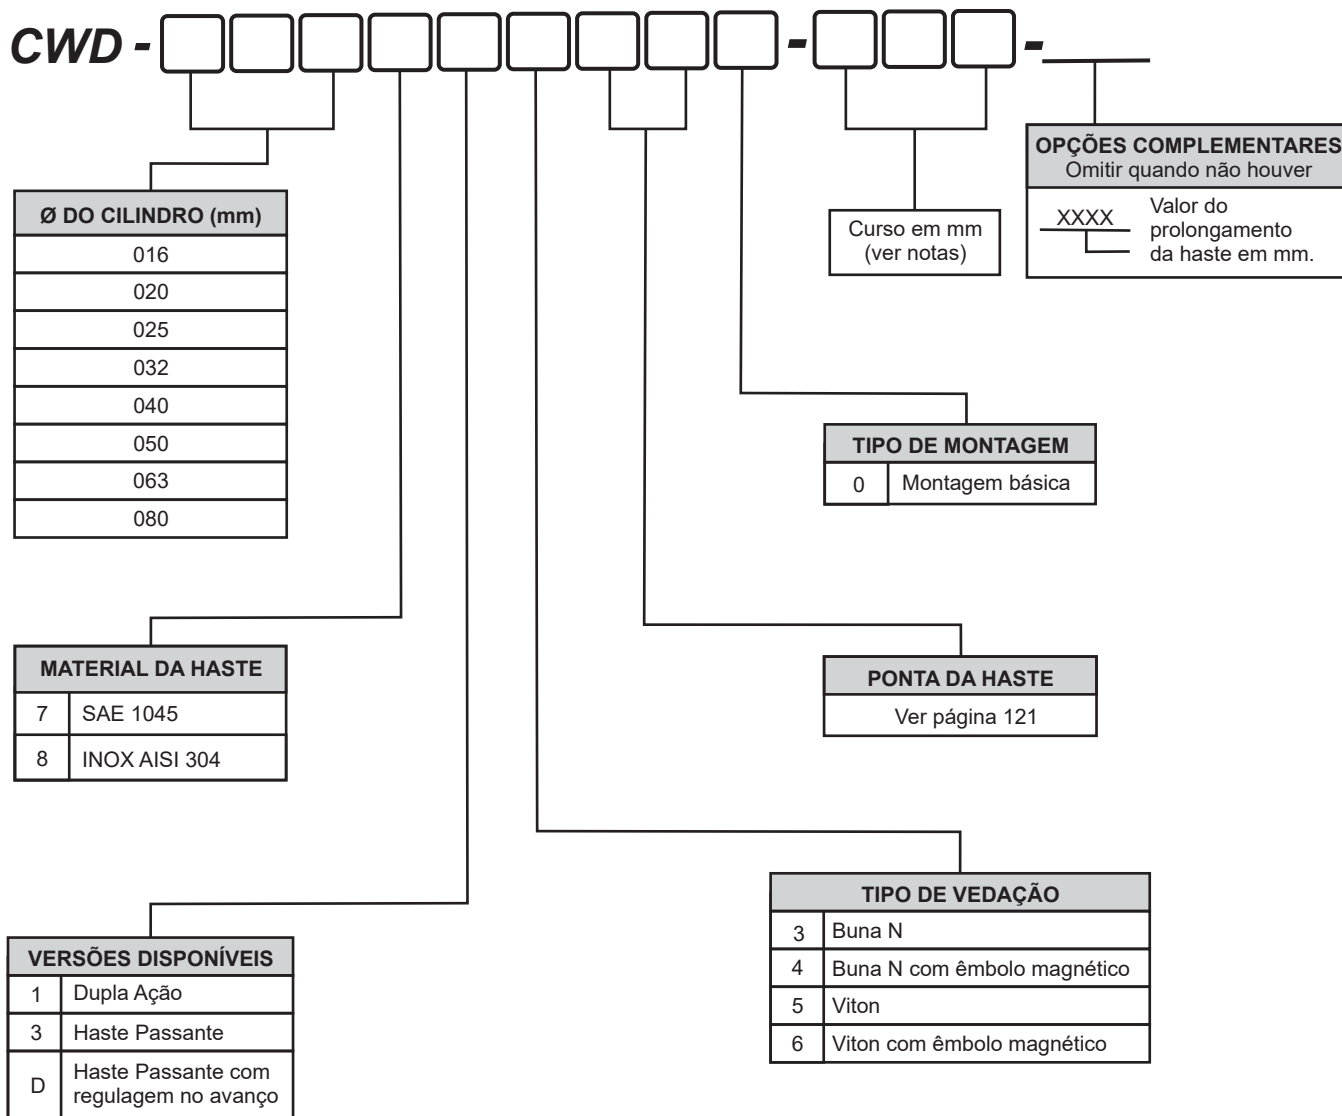 CWD - -  -
OPÇÕES COMPLEMENTARES
Omitir quando não houver
XXXX
Valor do
prolongamento
da haste em mm.
Ø DO CILINDRO (mm)
016
020
025
032
040
050
063
080
Curso em mm
(ver notas)
TIPO DE MONTAGEM
0 Montagem básica
MATERIAL DA HASTE
7 SAE 1045
8 INOX AISI 304
PONTA DA HASTE
Ver página 121
TIPO DE VEDAÇÃO
3 Buna N
4 Buna N com êmbolo magnético
5 Viton
6 Viton com êmbolo magnético
VERSÕES DISPONÍVEIS
1 Dupla Ação
3 Haste Passante
D Haste Passante com
regulagem no avanço